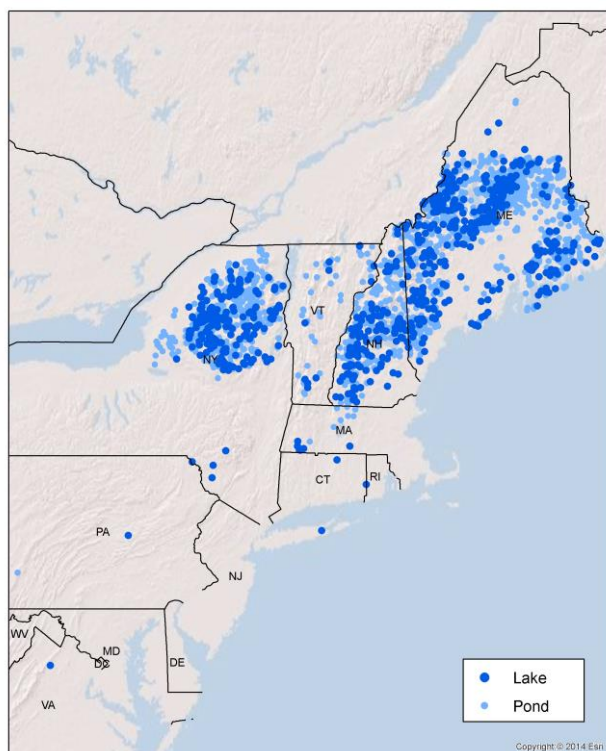 ME
VT
NH
NY
MA
CT
RI
PA
NJ
WV
MD
DC
DE
VA
Lake
Pond
Copyright © 2014 Esri